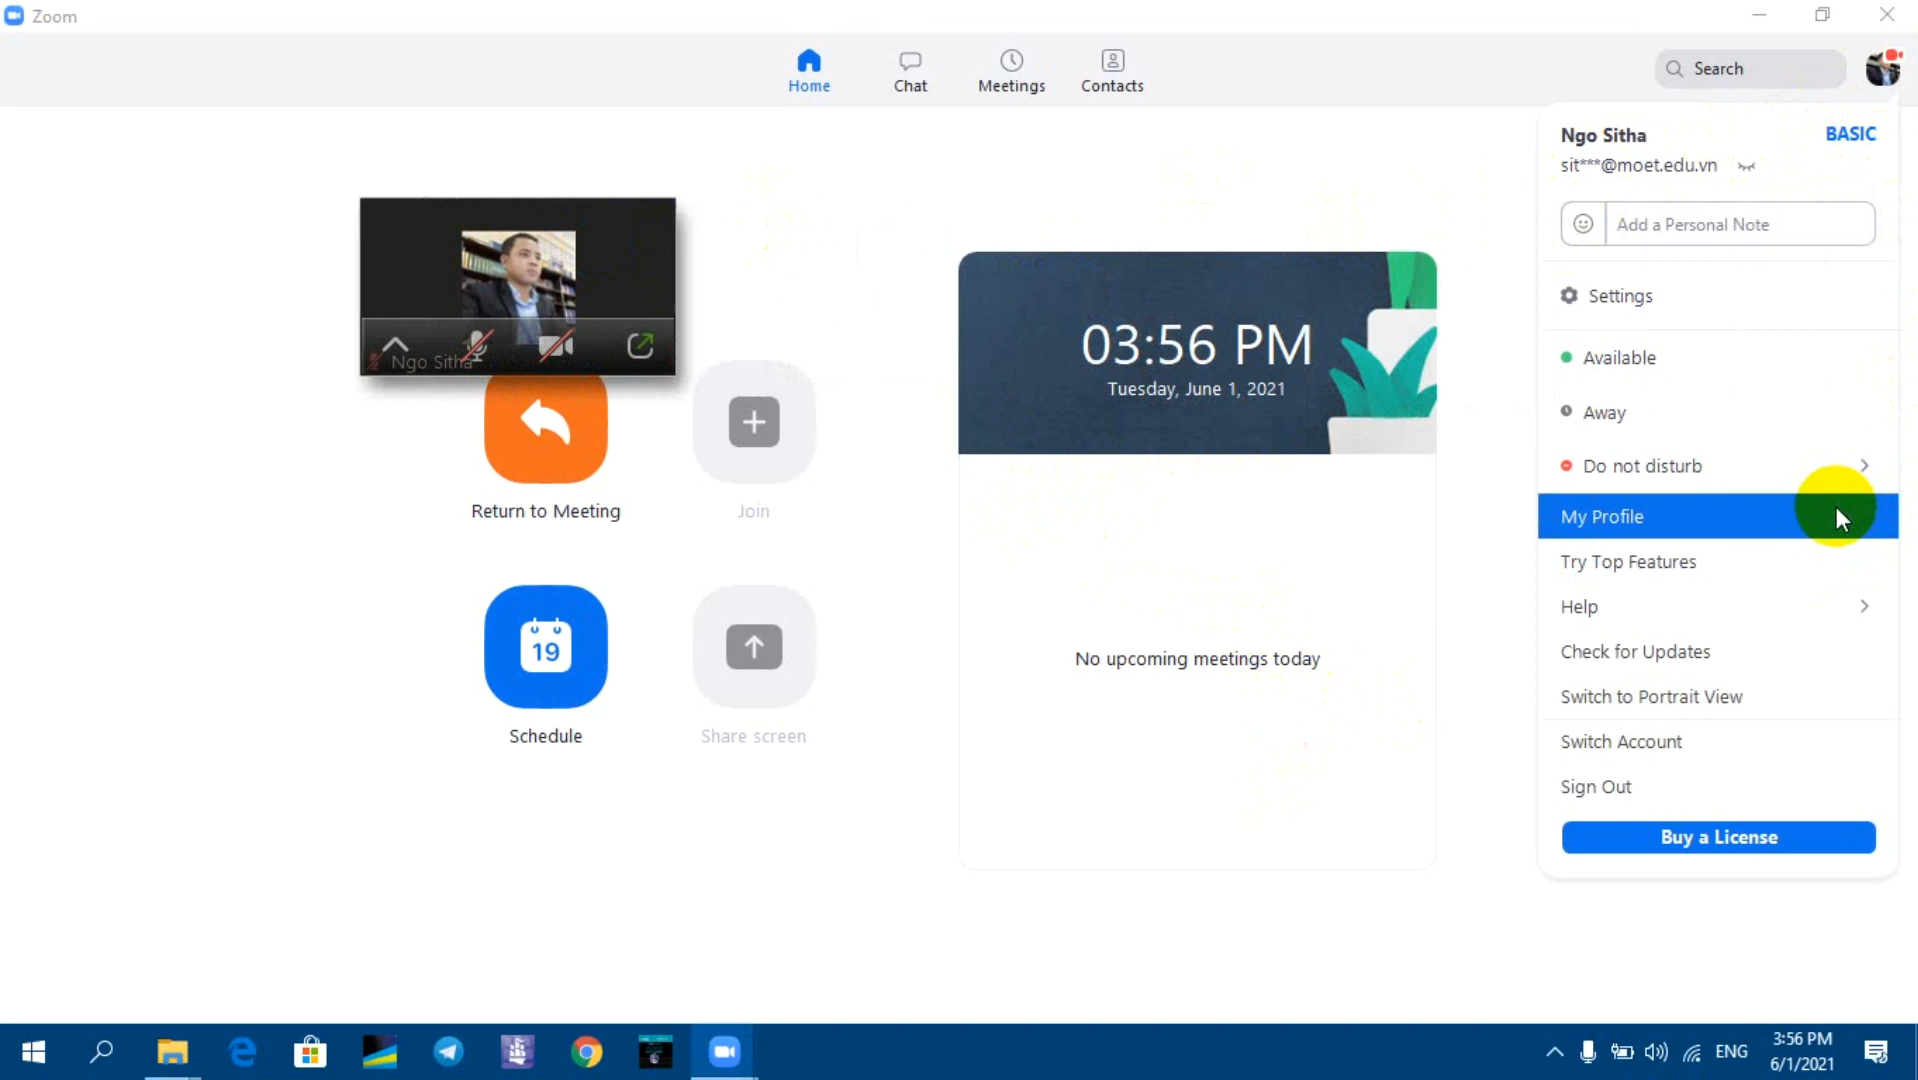 Zoom
Home
Chat
Meetings
Contacts
Search
Ngo Sitha
BASIC
sit***@moet.edu.vn
Add a Personal Note
Settings
Available
Away
Do not disturb
My Profile
Try Top Features
Help
Check for Updates
Switch to Portrait View
Switch Account
Sign Out
Buy a License
Ngo Sitha
Return to Meeting
Join
19
Schedule
Share screen
03:56 PM
Tuesday, June 1, 2021
No upcoming meetings today
ENG
3:56 PM
6/1/2021